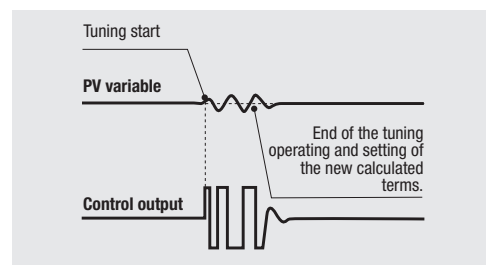 Tuning start
PV variable
End of the tuning
operating and setting of
the new calculated
terms.
Control output